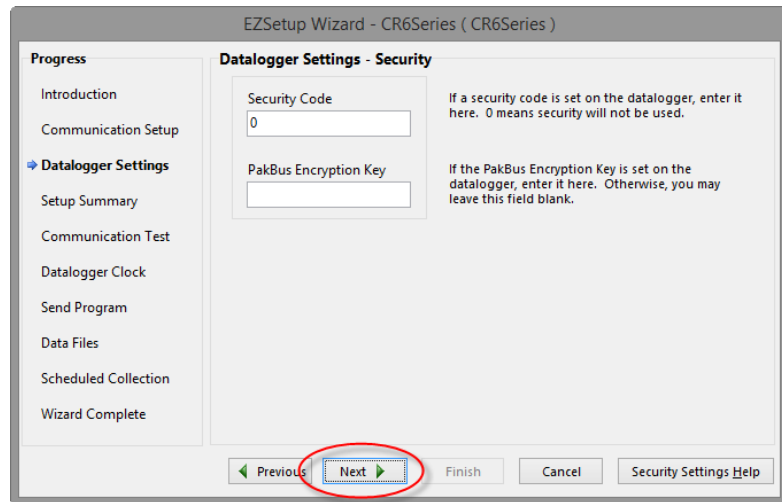 EZSetup Wizard - CR6Series ( CR6Series )
Progress
Introduction
Communication Setup
Datalogger Settings
Setup Summary
Communication Test
Datalogger Clock
Send Program
Data Files
Scheduled Collection
Wizard Complete
Datalogger Settings - Security
Security Code
0
If a security code is set on the datalogger, enter it
here. 0 means security will not be used.
PakBus Encryption Key
If the PakBus Encryption Key is set on the
datalogger, enter it here. Otherwise, you may
leave this field blank.
Previous
Next
Finish
Cancel
Security Settings Help